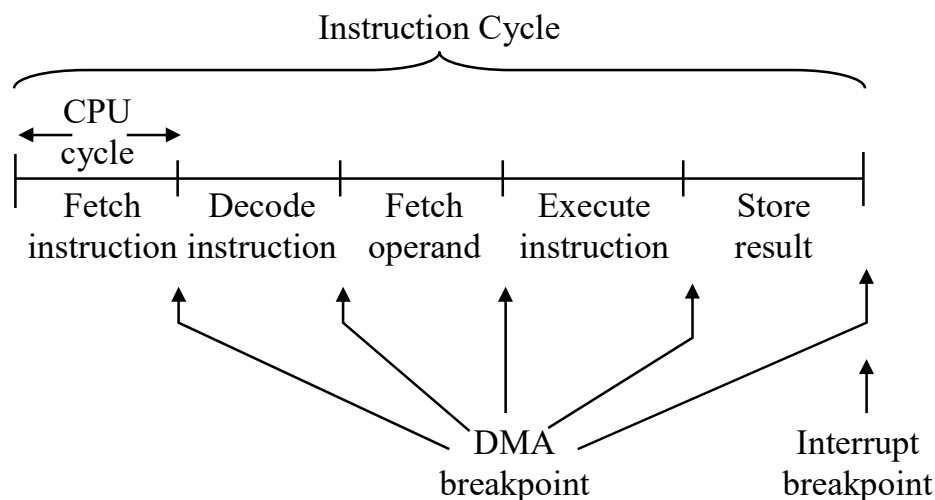 Instruction Cycle
CPU
cycle
Fetch
instruction
Decode
instruction
Fetch
operand
Execute
instruction
Store
result
DMA
breakpoint
Interrupt
breakpoint